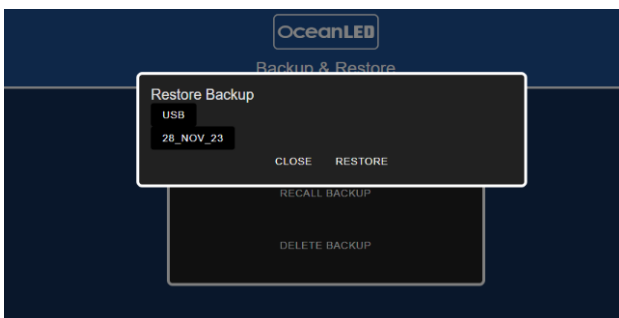 OceanLED
Backup & Restore
Restore Backup
USB
28_NOV_23
CLOSE RESTORE
RECALL BACKUP
DELETE BACKUP